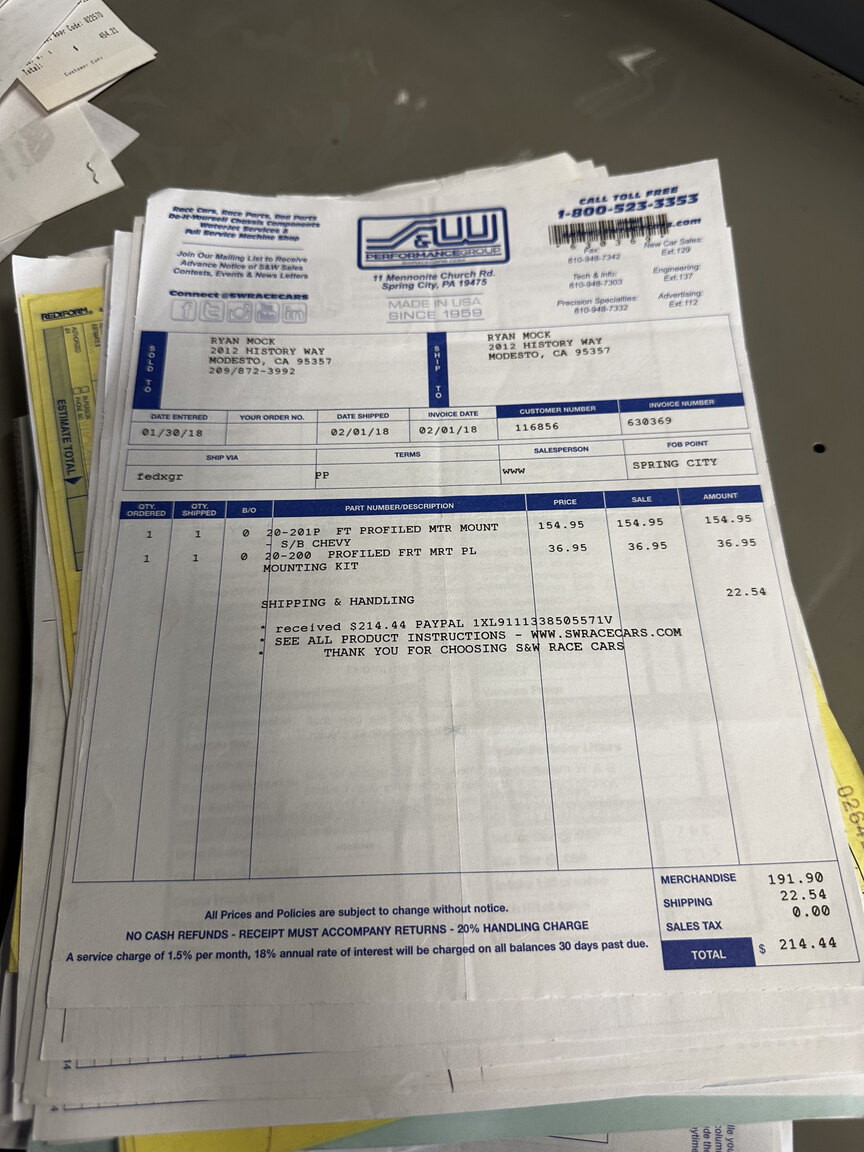 Appr Code: 022570
Total: 454.21
Customer Copy
Race Cars, Race Parts, Roll Parts
Do-It-Yourself Chassis Components
WaterJet Services &
Full Service Machine Shop
Join Our Mailing List to Receive
Advance Notice of S&W Sales
Contests, Events & News Letters
Connect @SWRACECARS
S&W
PERFORMANCE GROUP
11 Mennonite Church Rd.
Spring City, PA 19475
MADE IN USA
SINCE 1959
CALL TOLL FREE
1-800-523-3353
.com
Fax:
610-948-7342
New Car Sales:
Ext.129
Tech & Info:
610-948-7303
Engineering:
Ext.137
Precision Specialties:
610-948-7332
Advertising:
Ext.112
SOLD TO
RYAN MOCK
2012 HISTORY WAY
MODESTO, CA 95357
209/872-3992
SHIP TO
RYAN MOCK
2012 HISTORY WAY
MODESTO, CA 95357
DATE ENTERED YOUR ORDER NO. DATE SHIPPED INVOICE DATE CUSTOMER NUMBER INVOICE NUMBER
01/30/18 02/01/18 02/01/18 116856 630369
SHIP VIA TERMS SALESPERSON FOB POINT
fedxgr PP www SPRING CITY
QTY. ORDERED QTY. SHIPPED B/O PART NUMBER/DESCRIPTION PRICE SALE AMOUNT
1 1 0 20-201P FT PROFILED MTR MOUNT 154.95 154.95 154.95
- S/B CHEVY
1 1 0 20-200 PROFILED FRT MRT PL 36.95 36.95 36.95
MOUNTING KIT
SHIPPING & HANDLING 22.54
* received $214.44 PAYPAL 1XL9111338505571V
* SEE ALL PRODUCT INSTRUCTIONS - WWW.SWRACECARS.COM
* THANK YOU FOR CHOOSING S&W RACE CARS
MERCHANDISE 191.90
SHIPPING 22.54
SALES TAX 0.00
TOTAL $ 214.44
All Prices and Policies are subject to change without notice.
NO CASH REFUNDS - RECEIPT MUST ACCOMPANY RETURNS - 20% HANDLING CHARGE
A service charge of 1.5% per month, 18% annual rate of interest will be charged on all balances 30 days past due.
REDIFORM
ESTIMATE TOTAL